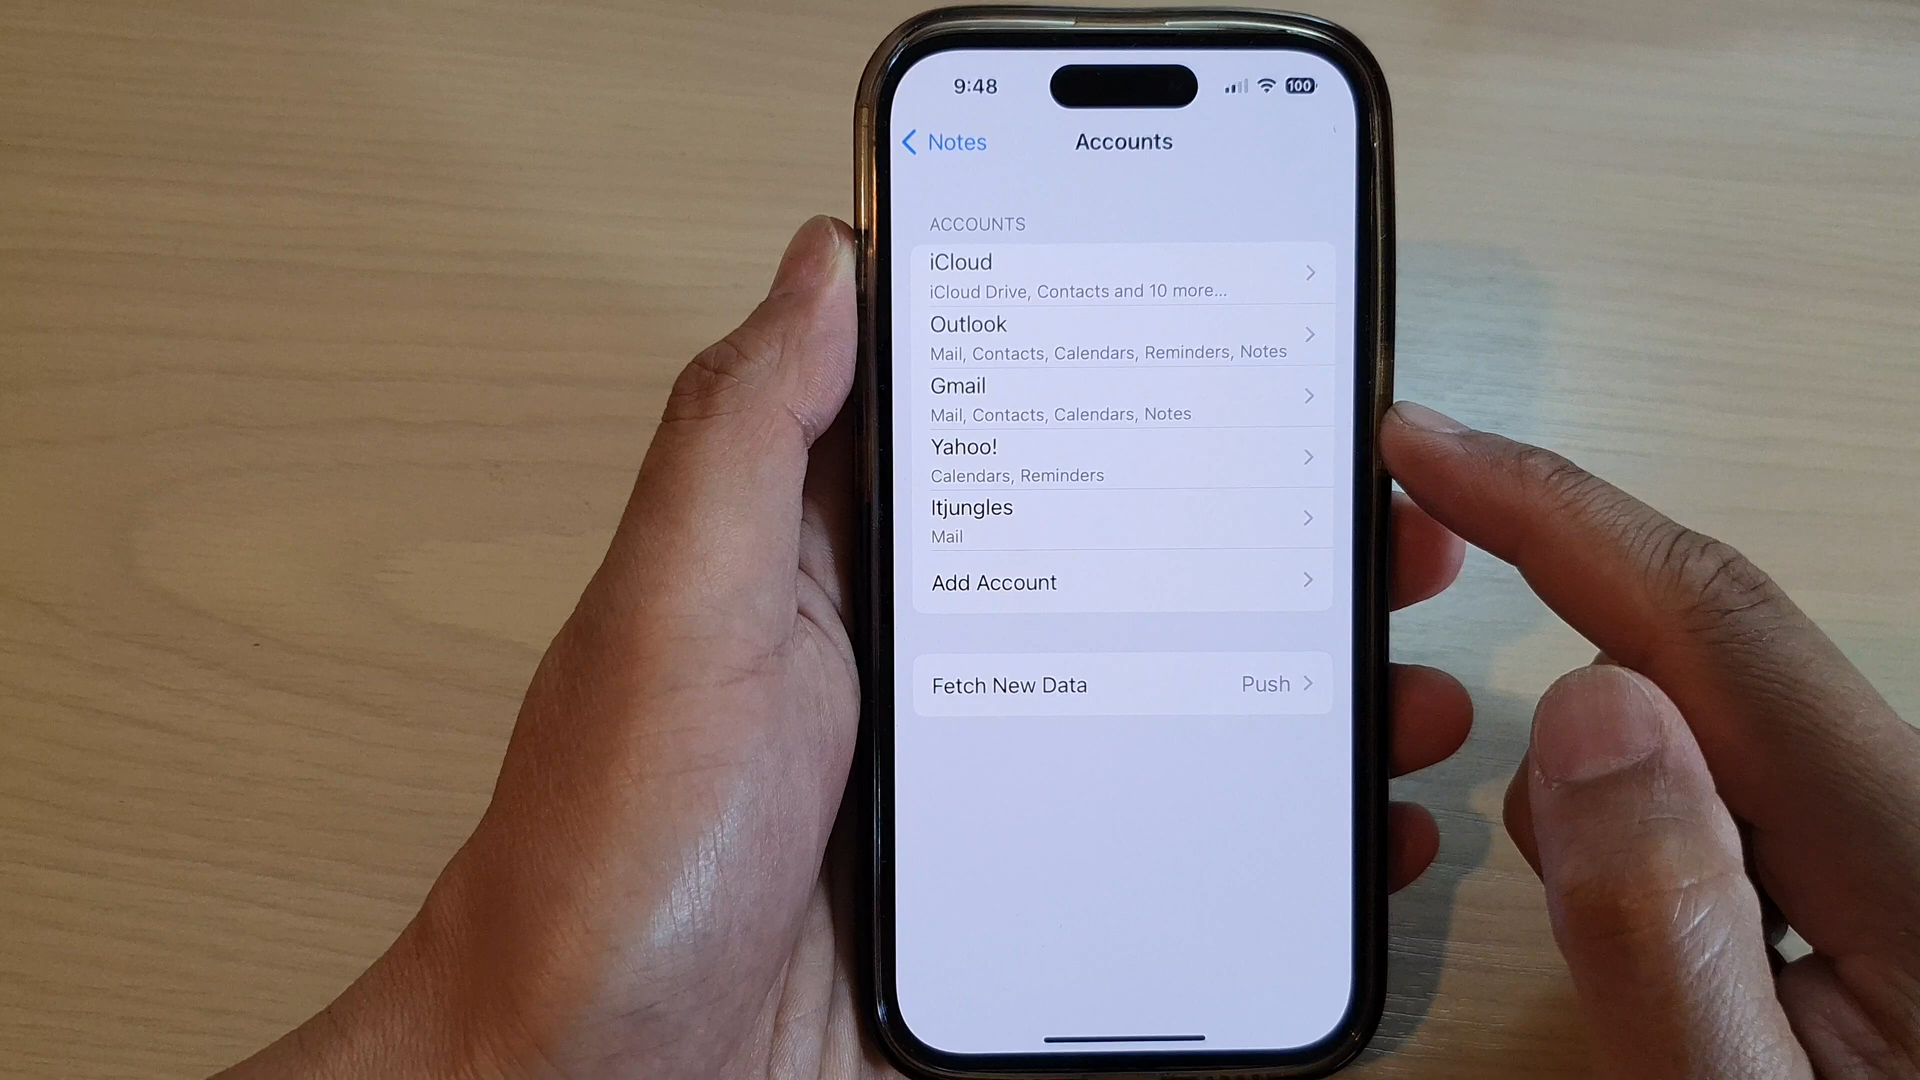 9:48
100
Notes
Accounts
ACCOUNTS
iCloud
iCloud Drive, Contacts and 10 more...
Outlook
Mail, Contacts, Calendars, Reminders, Notes
Gmail
Mail, Contacts, Calendars, Notes
Yahoo!
Calendars, Reminders
Itjungles
Mail
Add Account
Fetch New Data
Push